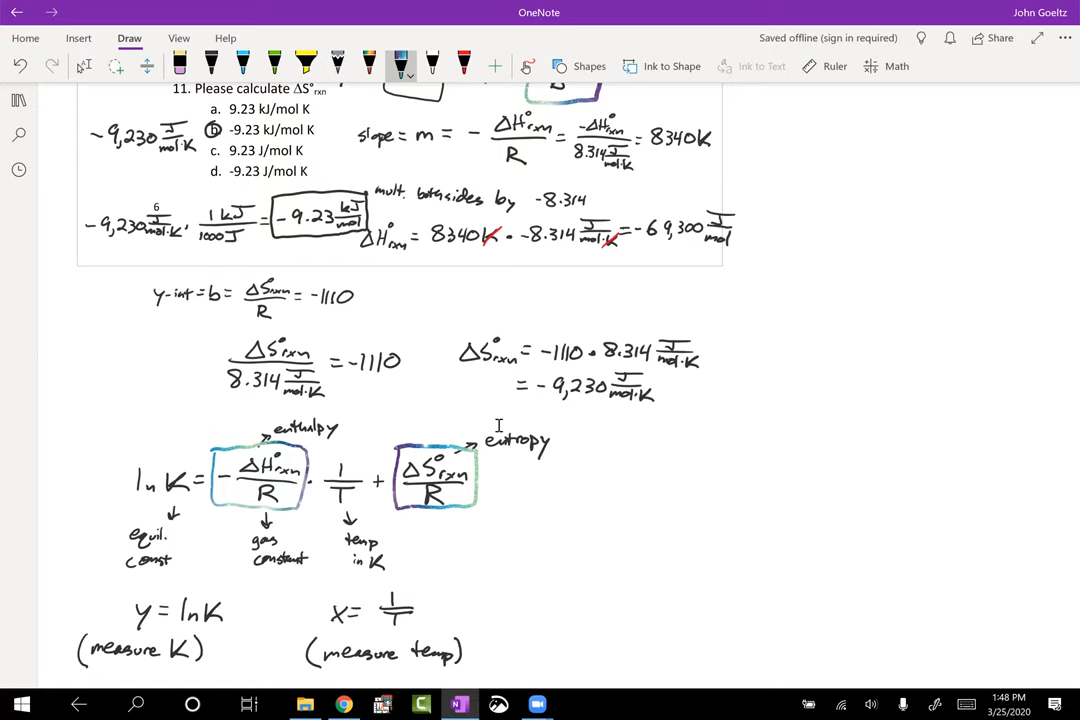 OneNote
John Goeltz
Home Insert Draw View Help
Saved offline (sign in required) Share
Shapes Ink to Shape Ink to Text Ruler Math
11. Please calculate ΔS°rxn
a. 9.23 kJ/mol K
b. -9.23 kJ/mol K
c. 9.23 J/mol K
d. -9.23 J/mol K
-9,230 J/mol·K
slope = m = - ΔH°rxn/R = -ΔH°rxn/8.314 J/mol·K = 8340K
mult. both sides by -8.314
6
-9,230 J/mol·K · 1 kJ/1000 J = -9.23 kJ/mol
ΔH°rxn = 8340K · -8.314 J/mol·K = -69,300 J/mol
y-int = b = ΔS°rxn/R = -1110
ΔS°rxn/8.314 J/mol·K = -1110
ΔS°rxn = -1110 · 8.314 J/mol·K
= -9,230 J/mol·K
enthalpy
entropy
ln K = - ΔH°rxn/R · 1/T + ΔS°rxn/R
equil. const
gas constant
temp in K
y = ln K
x = 1/T
(measure K)
(measure temp)
1:48 PM
3/25/2020